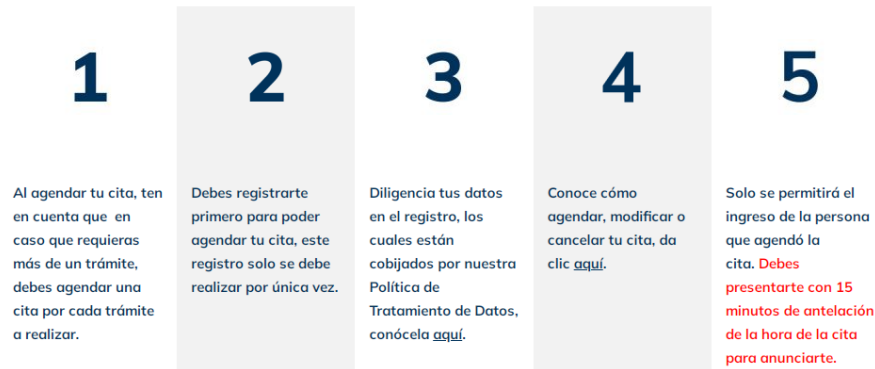 1
Al agendar tu cita, ten
en cuenta que en
caso que requieras
más de un trámite,
debes agendar una
cita por cada trámite
a realizar.
2
Debes registrarte
primero para poder
agendar tu cita, este
registro solo se debe
realizar por única vez.
3
Diligencia tus datos
en el registro, los
cuales están
cobijados por nuestra
Política de
Tratamiento de Datos,
conócela aquí.
4
Conoce cómo
agendar, modificar o
cancelar tu cita, da
clic aquí.
5
Solo se permitirá el
ingreso de la persona
que agendó la
cita. Debes
presentarte con 15
minutos de antelación
de la hora de la cita
para anunciarte.